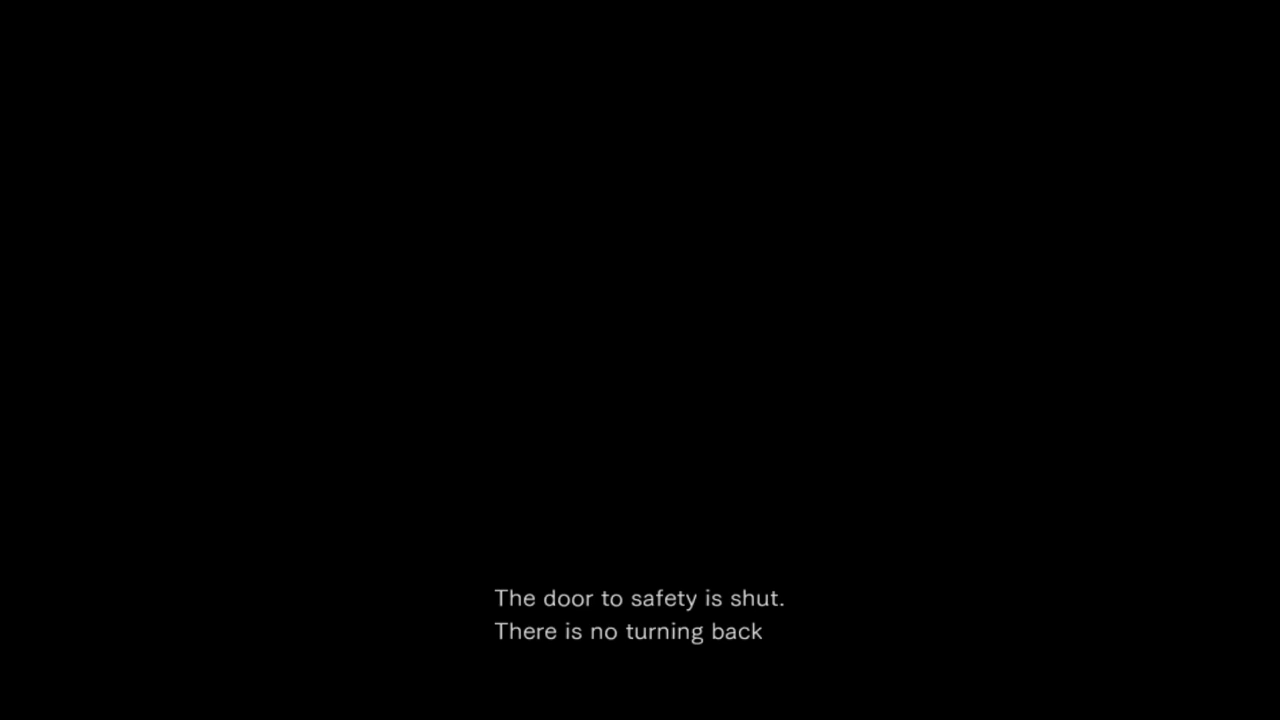 The door to safety is shut.
There is no turning back